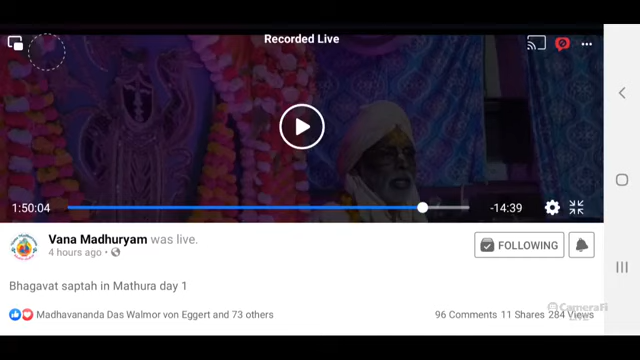 Recorded Live
1:50:04
-14:39
Vana Madhuryam was live.
4 hours ago
FOLLOWING
Bhagavat saptah in Mathura day 1
Madhavananda Das Walmor von Eggert and 73 others
96 Comments 11 Shares 284 Views
CameraFi
LIVE